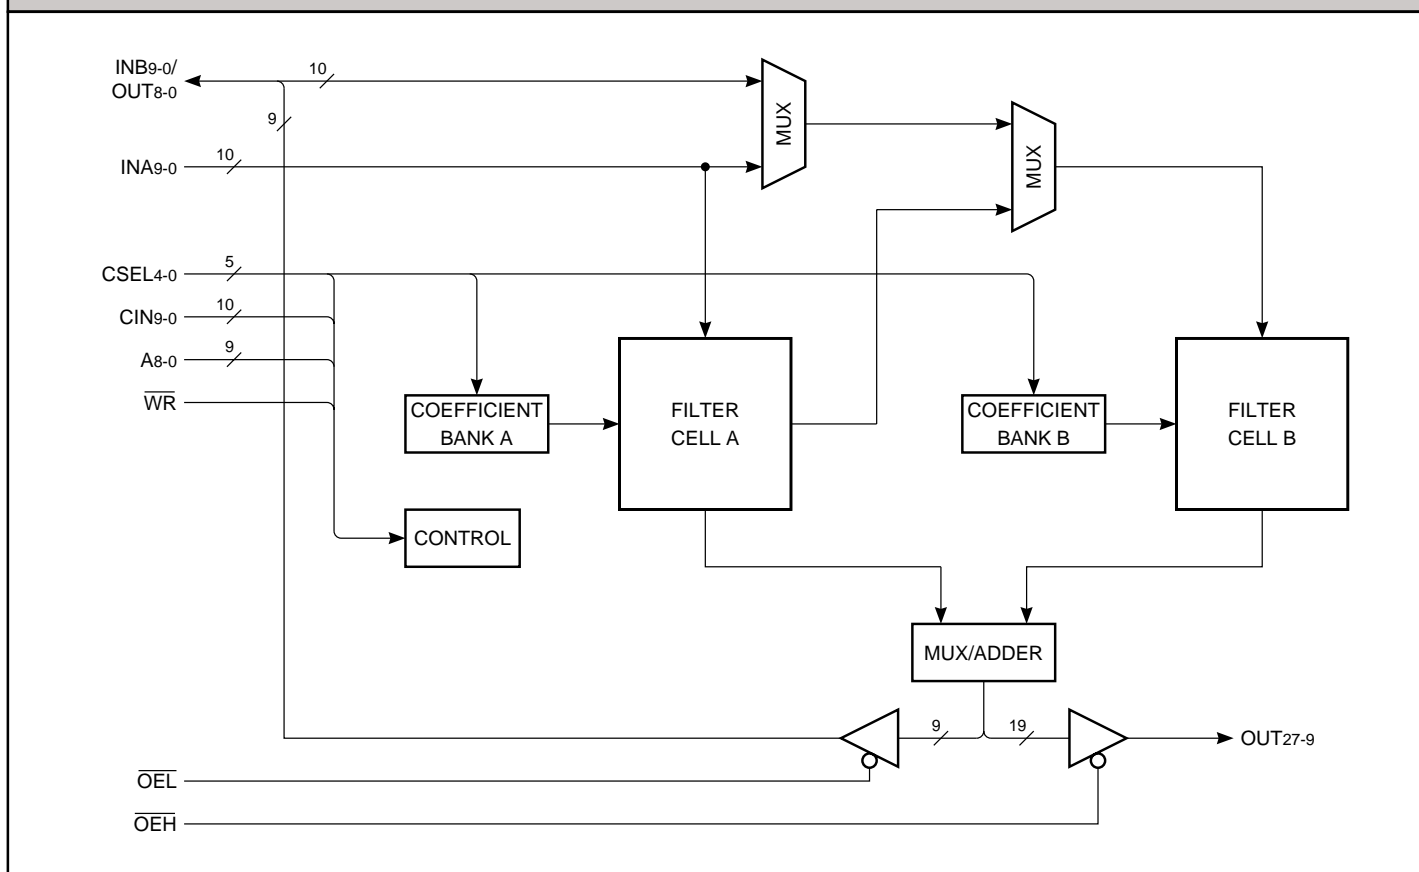 INB9-0/
OUT8-0
10
9
MUX
INA9-0
10
MUX
CSEL4-0
5
CIN9-0
10
A8-0
9
WR
COEFFICIENT
BANK A
FILTER
CELL A
COEFFICIENT
BANK B
FILTER
CELL B
CONTROL
MUX/ADDER
9
19
OUT27-9
OEL
OEH